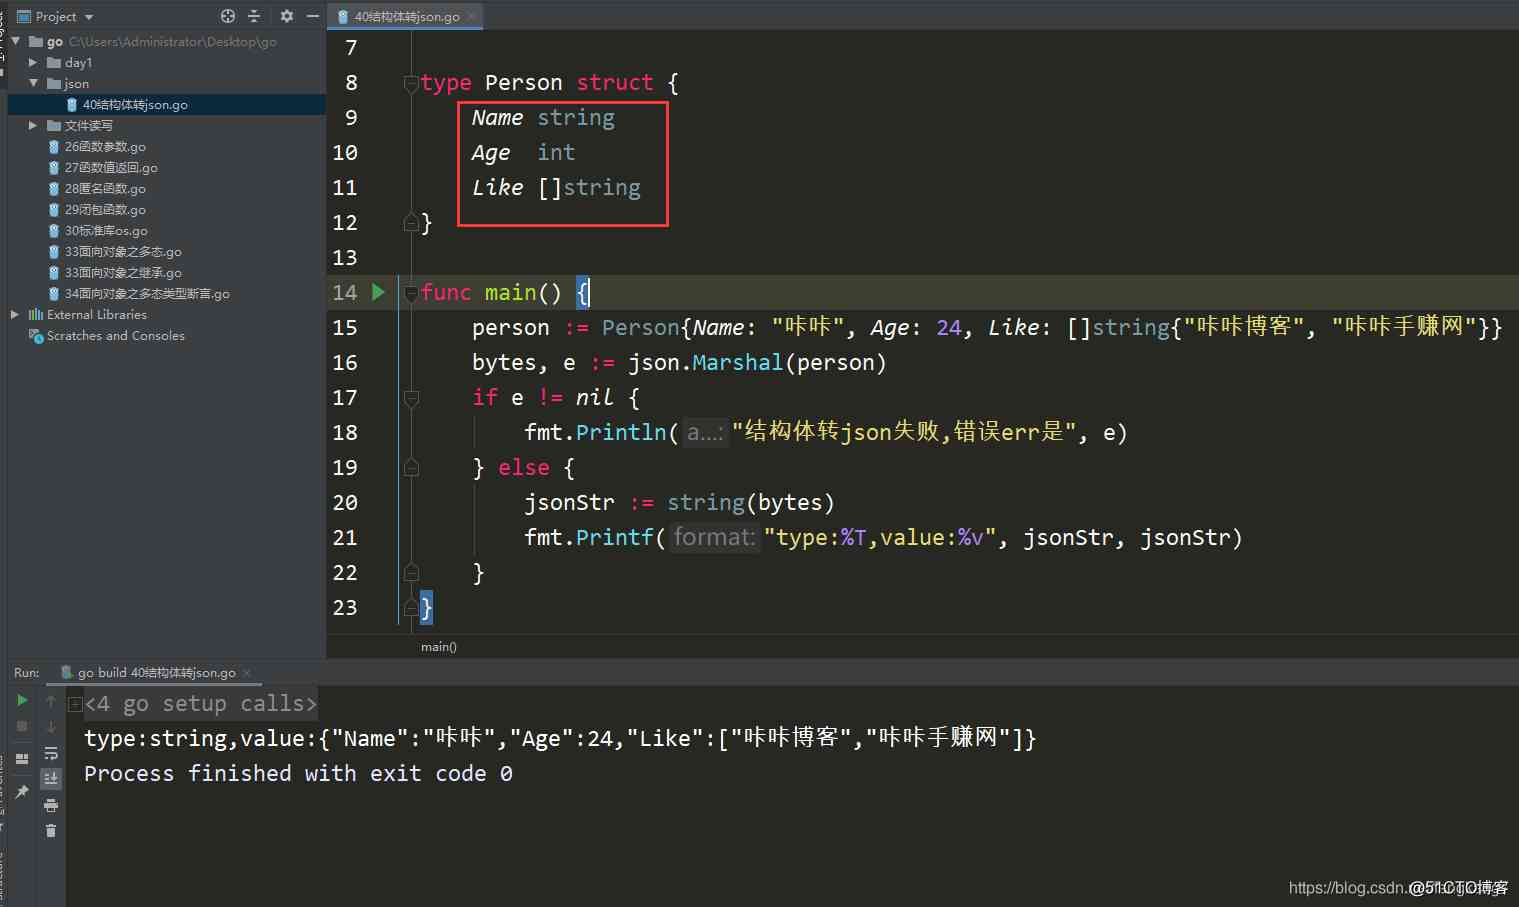 Project
40结构体转json.go
go C:\Users\Administrator\Desktop\go
day1
json
40结构体转json.go
文件读写
26函数参数.go
27函数值返回.go
28匿名函数.go
29闭包函数.go
30标准库os.go
33面向对象之多态.go
33面向对象之继承.go
34面向对象之多态类型断言.go
External Libraries
Scratches and Consoles
7
8 type Person struct {
9 Name string
10 Age int
11 Like []string
12 }
13
14 func main() {
15 person := Person{Name: "咔咔", Age: 24, Like: []string{"咔咔博客", "咔咔手赚网"}}
16 bytes, e := json.Marshal(person)
17 if e != nil {
18 fmt.Println( a...: "结构体转json失败,错误err是", e)
19 } else {
20 jsonStr := string(bytes)
21 fmt.Printf( format: "type:%T,value:%v", jsonStr, jsonStr)
22 }
23 }
main()
Run: go build 40结构体转json.go
<4 go setup calls>
type:string,value:{"Name":"咔咔","Age":24,"Like":["咔咔博客","咔咔手赚网"]}
Process finished with exit code 0
https://blog.csdn. @51CTO博客